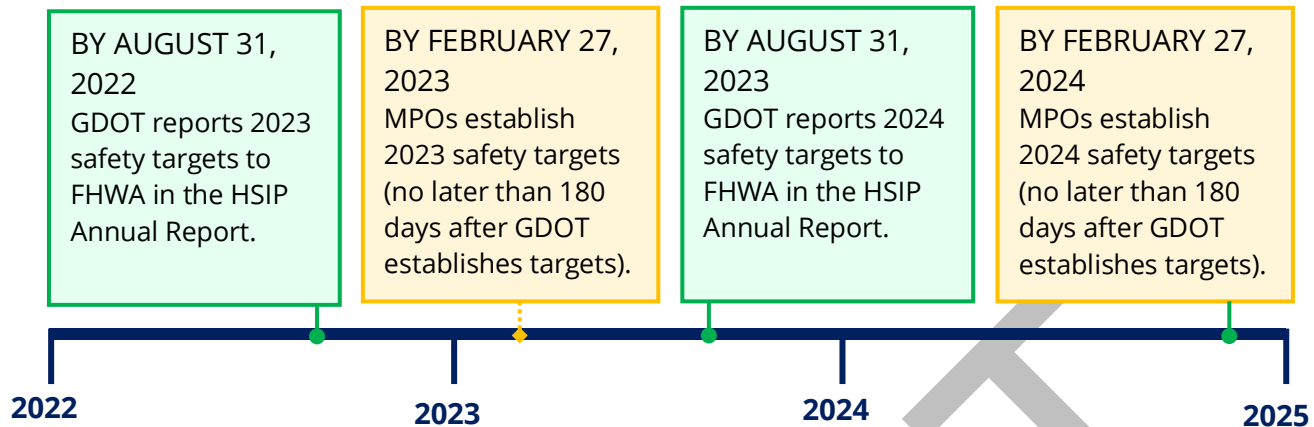 BY AUGUST 31,
2022
GDOT reports 2023
safety targets to
FHWA in the HSIP
Annual Report.
BY FEBRUARY 27,
2023
MPOs establish
2023 safety targets
(no later than 180
days after GDOT
establishes targets).
BY AUGUST 31,
2023
GDOT reports 2024
safety targets to
FHWA in the HSIP
Annual Report.
BY FEBRUARY 27,
2024
MPOs establish
2024 safety targets
(no later than 180
days after GDOT
establishes targets).
2022
2023
2024
2025